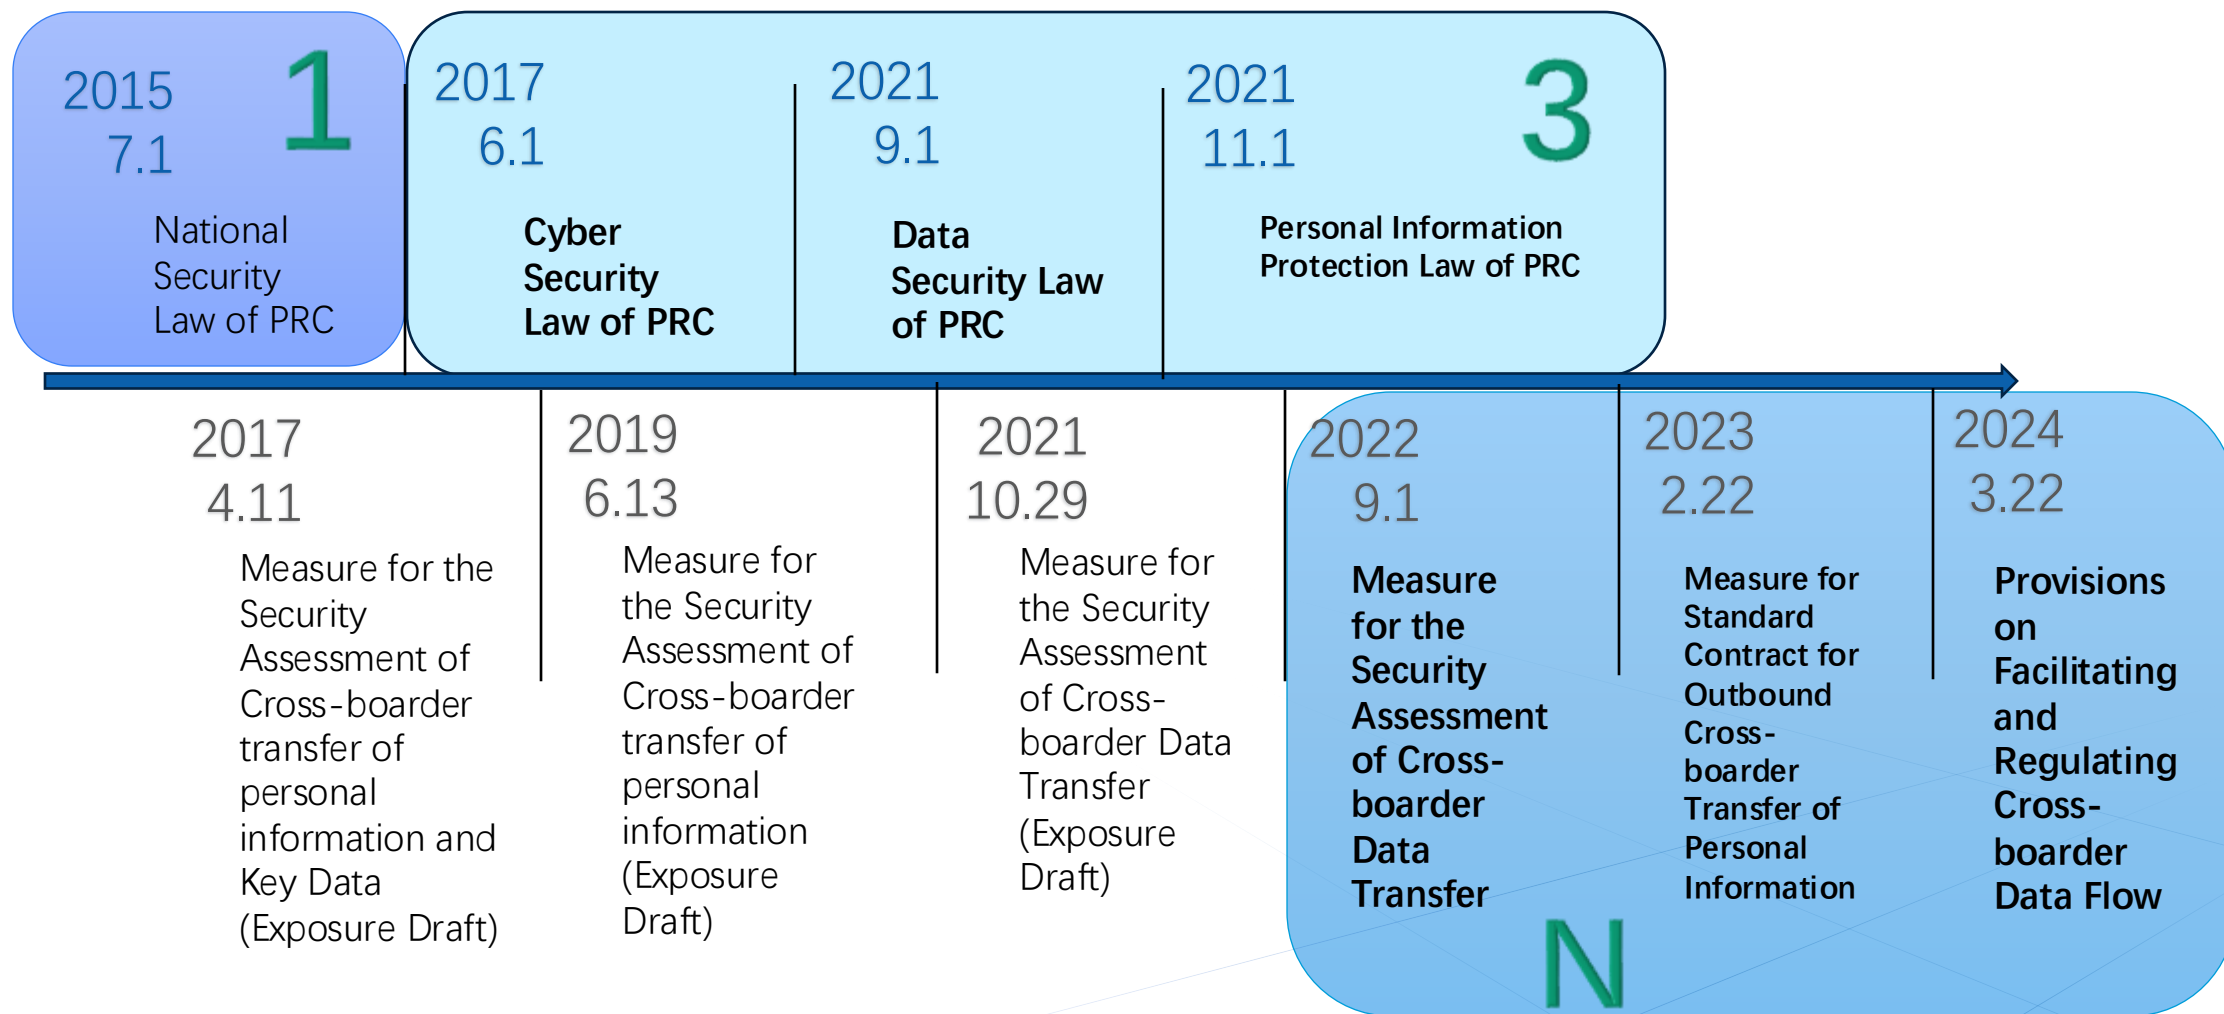 2015
7.1
1
National
Security
Law of PRC
2017
6.1
Cyber
Security
Law of PRC
2021
9.1
Data
Security Law
of PRC
2021
11.1
3
Personal Information
Protection Law of PRC
2017
4.11
Measure for the
Security
Assessment of
Cross-boarder
transfer of
personal
information and
Key Data
(Exposure Draft)
2019
6.13
Measure for
the Security
Assessment of
Cross-boarder
transfer of
personal
information
(Exposure
Draft)
2021
10.29
Measure for
the Security
Assessment
of Cross-
boarder Data
Transfer
(Exposure
Draft)
2022
9.1
Measure
for the
Security
Assessment
of Cross-
boarder
Data
Transfer
2023
2.22
Measure for
Standard
Contract for
Outbound
Cross-
boarder
Transfer of
Personal
Information
2024
3.22
Provisions
on
Facilitating
and
Regulating
Cross-
boarder
Data Flow
N